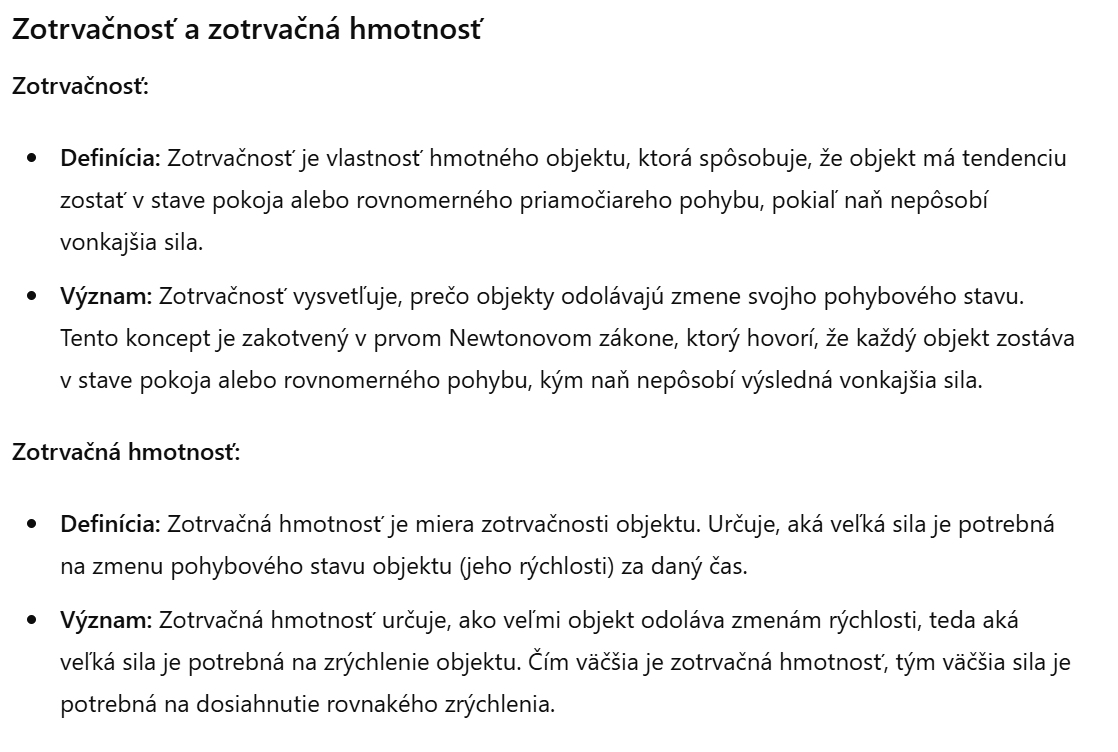 Zotrvačnosť a zotrvačná hmotnosť
Zotrvačnosť:
• Definícia: Zotrvačnosť je vlastnosť hmotného objektu, ktorá spôsobuje, že objekt má tendenciu
zostať v stave pokoja alebo rovnomerného priamočiareho pohybu, pokiaľ naň nepôsobí
vonkajšia sila.
• Význam: Zotrvačnosť vysvetľuje, prečo objekty odolávajú zmene svojho pohybového stavu.
Tento koncept je zakotvený v prvom Newtonovom zákone, ktorý hovorí, že každý objekt zostáva
v stave pokoja alebo rovnomerného pohybu, kým naň nepôsobí výsledná vonkajšia sila.
Zotrvačná hmotnosť:
• Definícia: Zotrvačná hmotnosť je miera zotrvačnosti objektu. Určuje, aká veľká sila je potrebná
na zmenu pohybového stavu objektu (jeho rýchlosti) za daný čas.
• Význam: Zotrvačná hmotnosť určuje, ako veľmi objekt odoláva zmenám rýchlosti, teda aká
veľká sila je potrebná na zrýchlenie objektu. Čím väčšia je zotrvačná hmotnosť, tým väčšia sila je
potrebná na dosiahnutie rovnakého zrýchlenia.